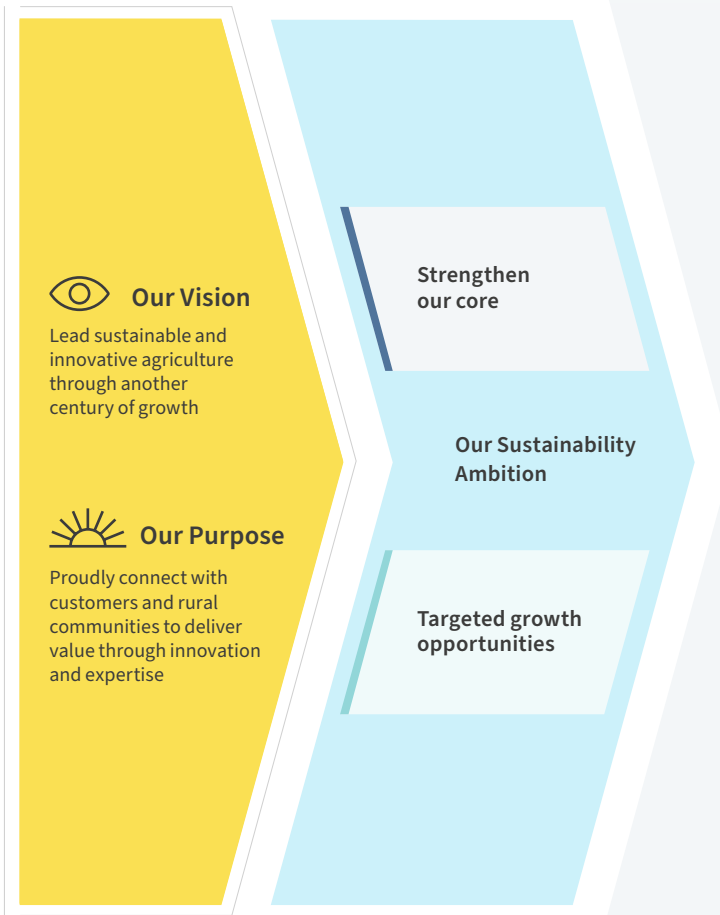 Our Vision
Lead sustainable and
innovative agriculture
through another
century of growth
Our Purpose
Proudly connect with
customers and rural
communities to deliver
value through innovation
and expertise
Strengthen
our core
Our Sustainability
Ambition
Targeted growth
opportunities